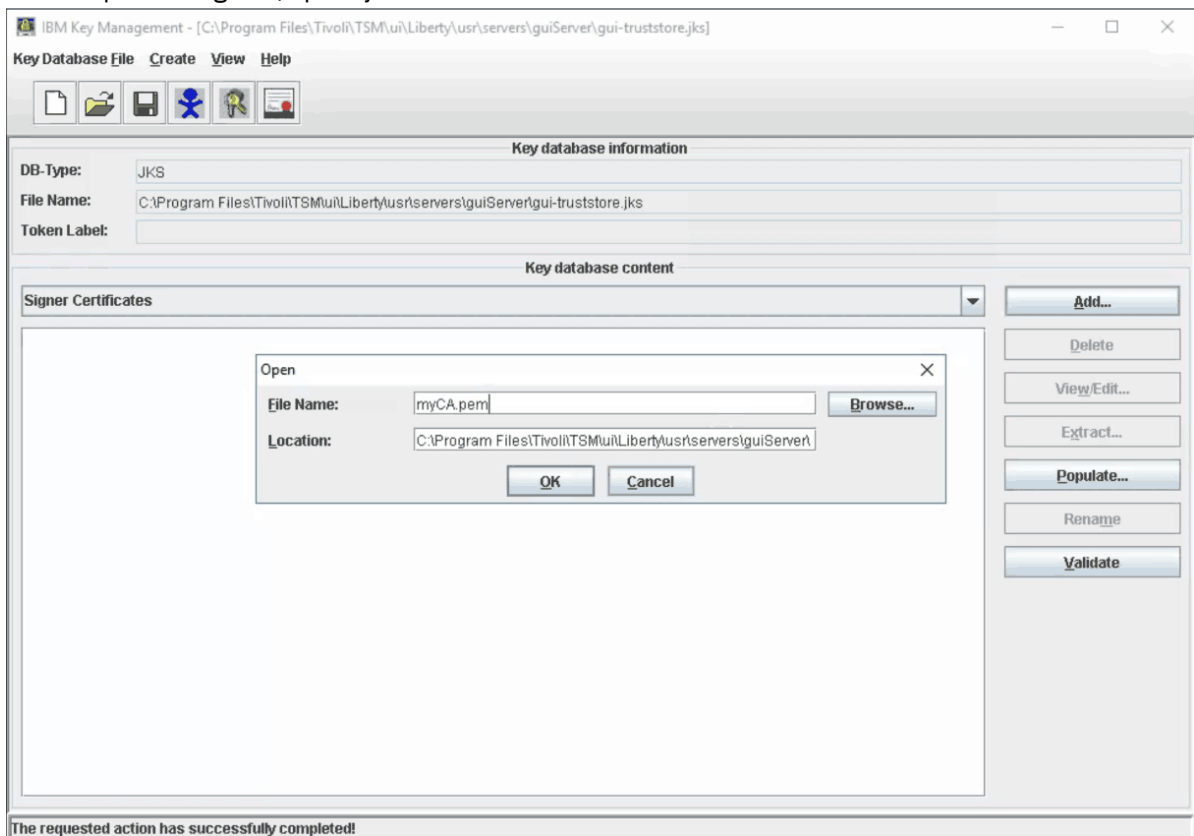 IBM Key Management - [C:\Program Files\Tivoli\TSM\ui\Liberty\usr\servers\guiServer\gui-truststore.jks]
Key Database File Create View Help
Key database information
DB-Type: JKS
File Name: C:\Program Files\Tivoli\TSM\ui\Liberty\usr\servers\guiServer\gui-truststore.jks
Token Label:
Key database content
Signer Certificates
Add...
Delete
View/Edit...
Extract...
Populate...
Rename
Validate
Open
File Name: myCA.pem
Browse...
Location: C:\Program Files\Tivoli\TSM\ui\Liberty\usr\servers\guiServer\
OK Cancel
The requested action has successfully completed!